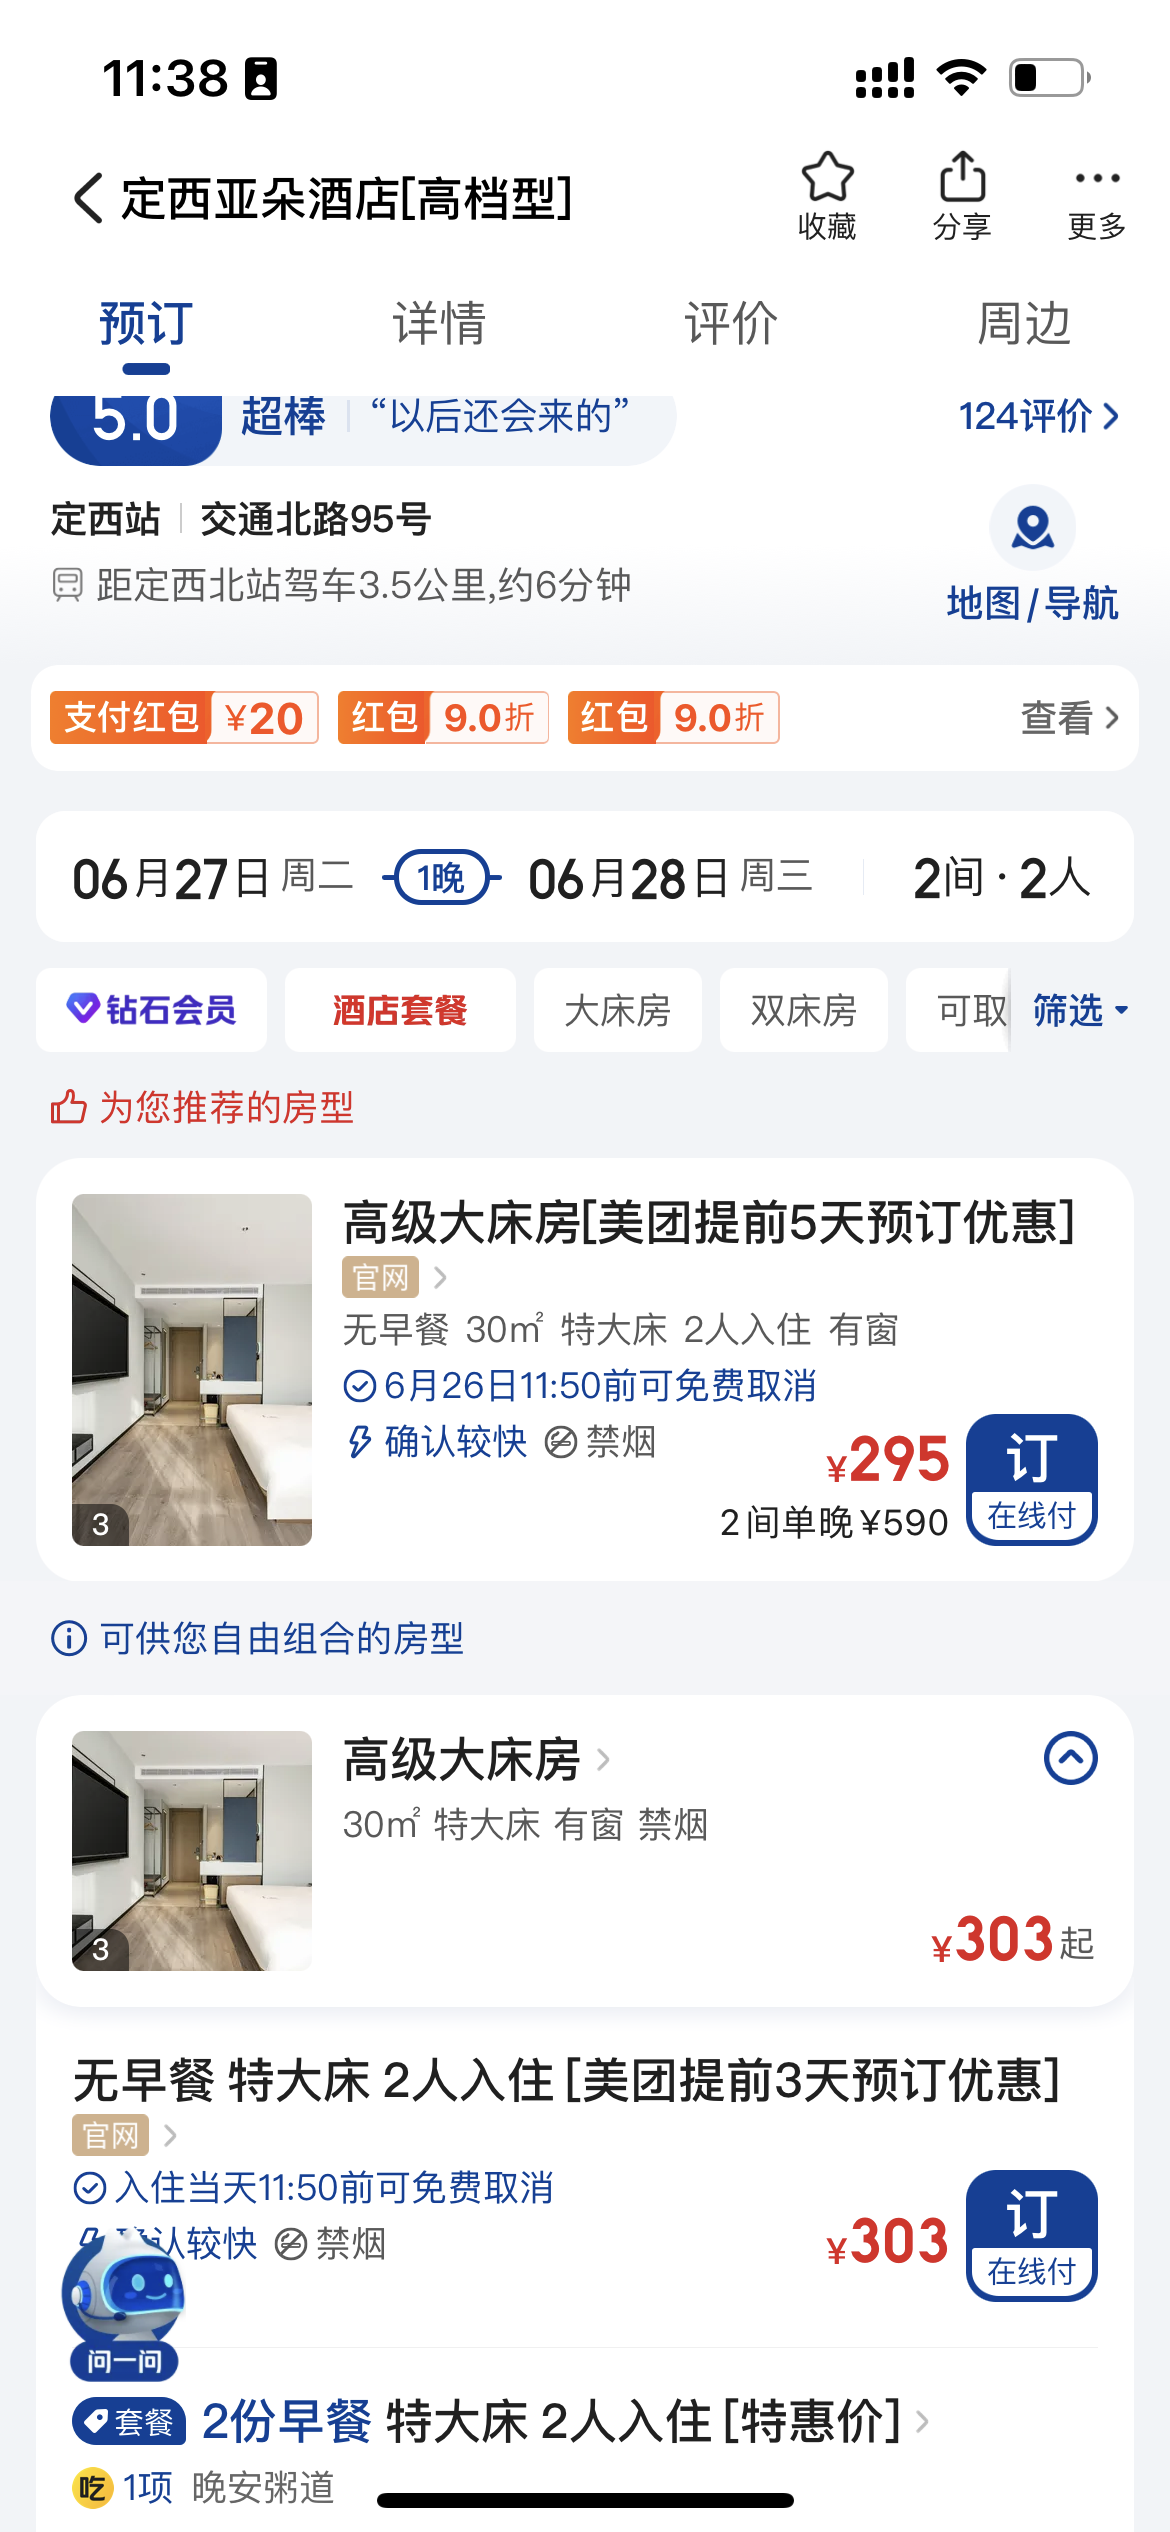 11:38
定西亚朵酒店[高档型]
收藏 分享 更多
预订 详情 评价 周边
5.0 超棒 “以后还会来的” 124评价
定西站 交通北路95号
距定西北站驾车3.5公里,约6分钟
地图/导航
支付红包 ¥20 红包 9.0折 红包 9.0折 查看
06月27日 周二 1晚 06月28日 周三 2间·2人
钻石会员 酒店套餐 大床房 双床房 可取 筛选
为您推荐的房型
高级大床房[美团提前5天预订优惠]
官网
无早餐 30㎡ 特大床 2人入住 有窗
6月26日11:50前可免费取消
确认较快 禁烟
¥295
2间单晚¥590
订
在线付
3
可供您自由组合的房型
高级大床房
30㎡ 特大床 有窗 禁烟
3
¥303起
无早餐 特大床 2人入住 [美团提前3天预订优惠]
官网
入住当天11:50前可免费取消
认较快 禁烟
¥303
订
在线付
问一问
套餐 2份早餐 特大床 2人入住 [特惠价]
吃 1项 晚安粥道